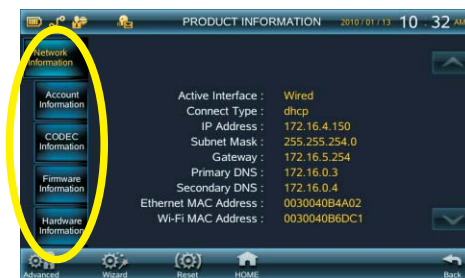 PRODUCT INFORMATION 2010 / 01 / 13 10 : 32 AM
Network
Information
Account
Information
CODEC
Information
Firmware
Information
Hardware
Information
Active Interface : Wired
Connect Type : dhcp
IP Address : 172.16.4.150
Subnet Mask : 255.255.254.0
Gateway : 172.16.5.254
Primary DNS : 172.16.0.3
Secondary DNS : 172.16.0.4
Ethernet MAC Address : 0030040B4A02
Wi-Fi MAC Address : 0030040B6DC1
Advanced Wizard Reset HOME Back